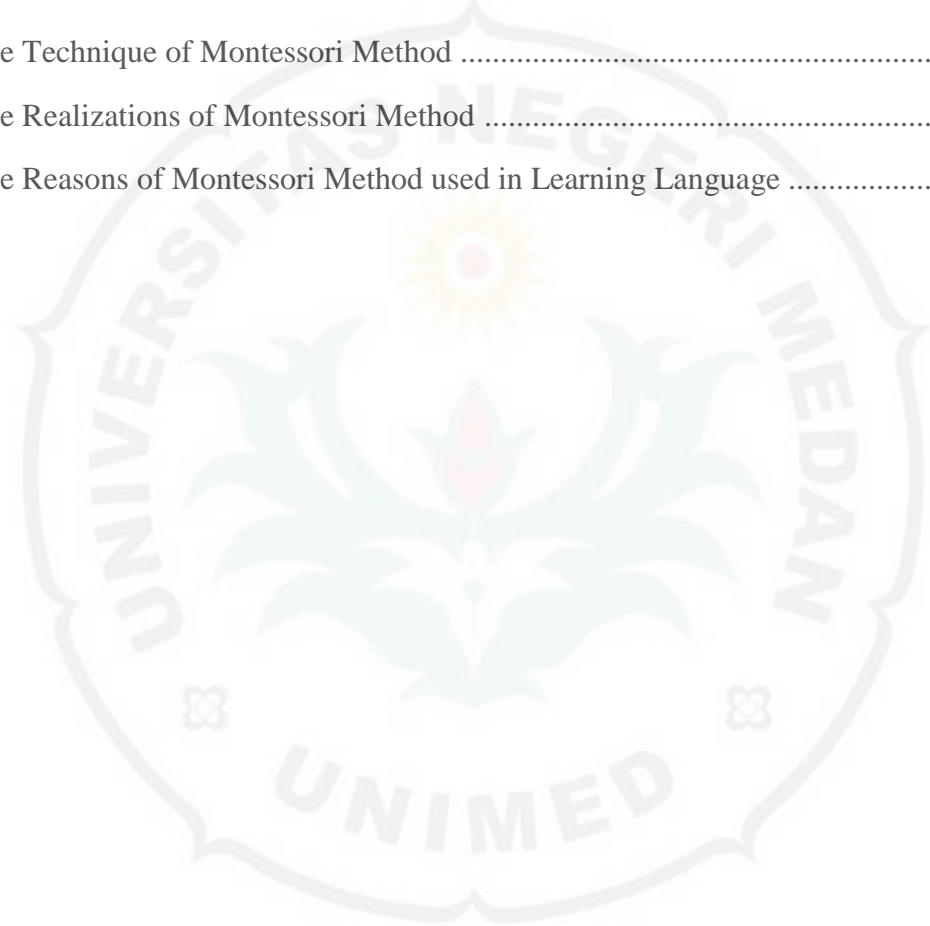 e Technique of Montessori Method ..........................................................
e Realizations of Montessori Method .......................................................
e Reasons of Montessori Method used in Learning Language ..................
UNIVERSITAS NEGERI MEDAN
UNIMED